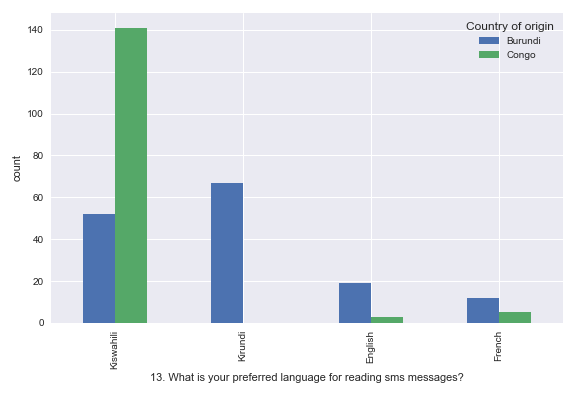 Country of origin
Burundi
Congo
140
120
100
80
60
40
20
0
count
Kiswahili
Kirundi
English
French
13. What is your preferred language for reading sms messages?